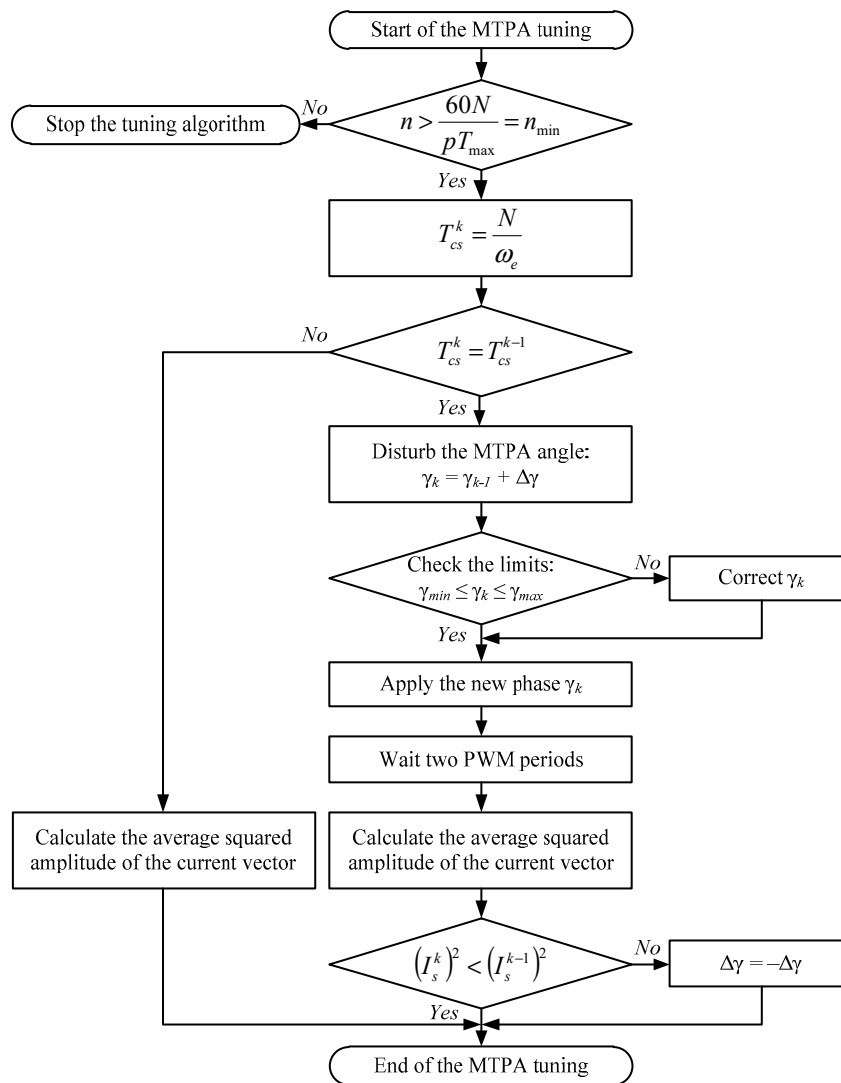 Start of the MTPA tuning
No
Stop the tuning algorithm
n > 60N / pT_max = n_min
Yes
T_cs^k = N / ω_e
No
T_cs^k = T_cs^{k−1}
Yes
Disturb the MTPA angle:
γ_k = γ_{k-1} + Δγ
Check the limits:
γ_min ≤ γ_k ≤ γ_max
No
Correct γ_k
Yes
Apply the new phase γ_k
Wait two PWM periods
Calculate the average squared
amplitude of the current vector
Calculate the average squared
amplitude of the current vector
(I_s^k)^2 < (I_s^{k−1})^2
No
Δγ = −Δγ
Yes
End of the MTPA tuning